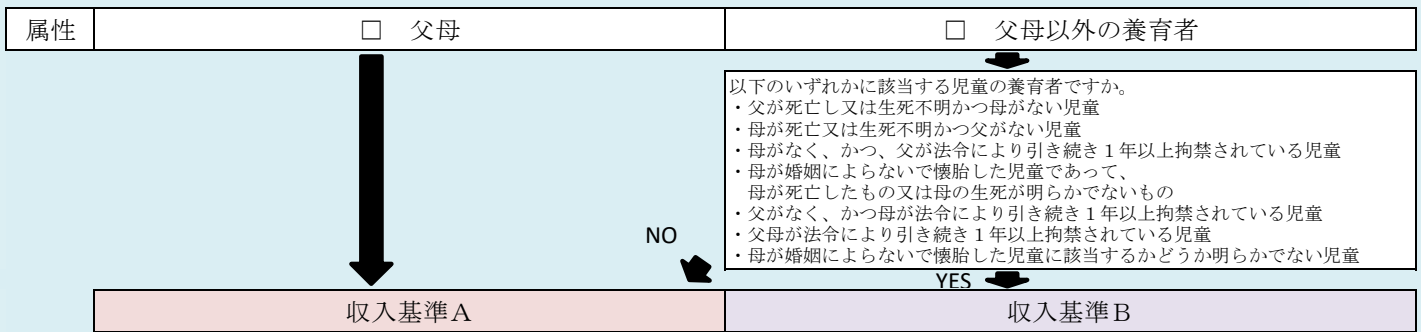 属性
□ 父母
□ 父母以外の養育者
以下のいずれかに該当する児童の養育者ですか。
・父が死亡し又は生死不明かつ母がない児童
・母が死亡又は生死不明かつ父がない児童
・母がなく、かつ、父が法令により引き続き１年以上拘禁されている児童
・母が婚姻によらないで懐胎した児童であって、
母が死亡したもの又は母の生死が明らかでないもの
・父がなく、かつ母が法令により引き続き１年以上拘禁されている児童
・父母が法令により引き続き１年以上拘禁されている児童
・母が婚姻によらないで懐胎した児童に該当するかどうか明らかでない児童
NO
YES
収入基準Ａ
収入基準Ｂ